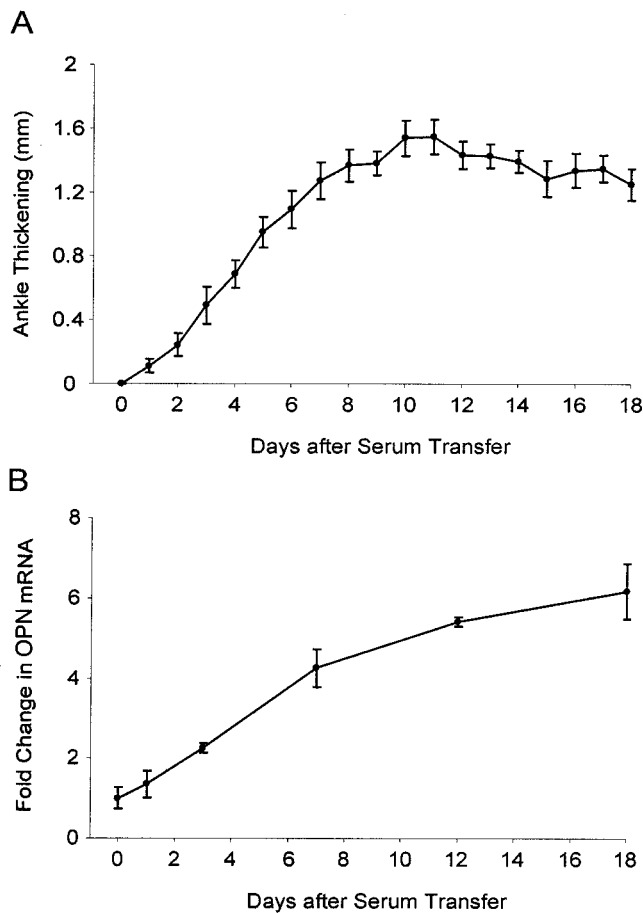 A
2
1.6
1.2
0.8
0.4
0
Ankle Thickening (mm)
0 2 4 6 8 10 12 14 16 18
Days after Serum Transfer
B
8
6
4
2
0
Fold Change in OPN mRNA
0 2 4 6 8 10 12 14 16 18
Days after Serum Transfer